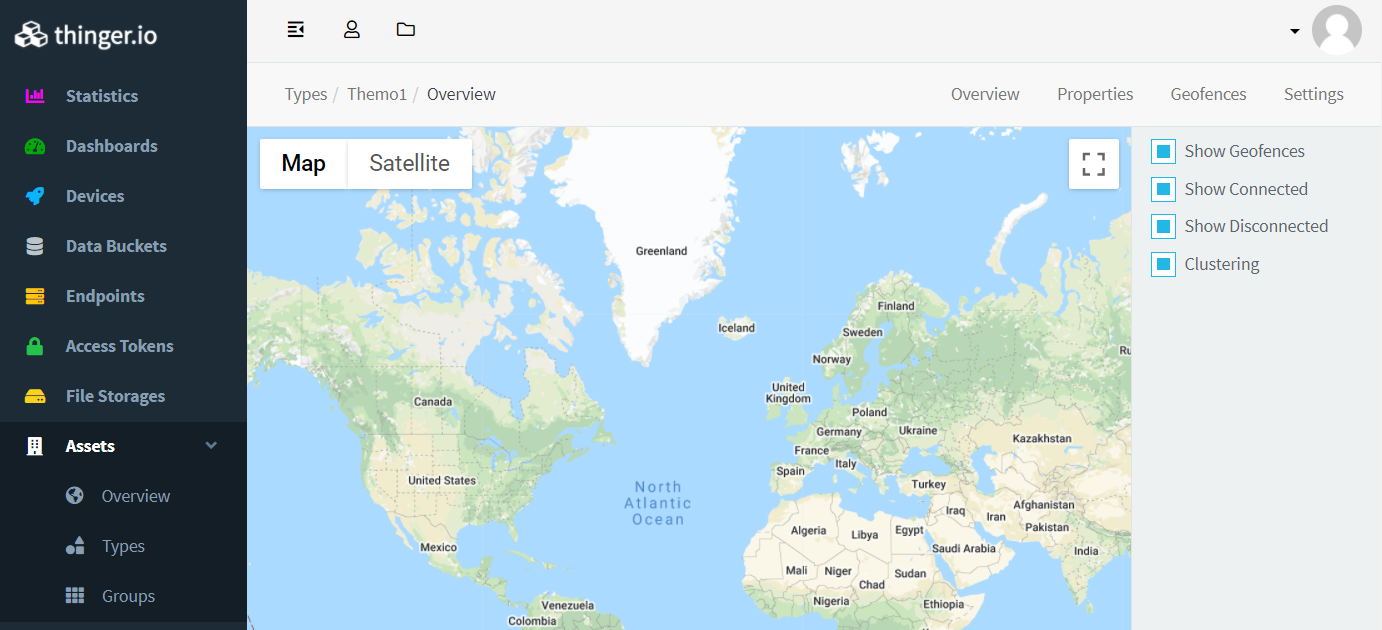 thinger.io
Statistics
Dashboards
Devices
Data Buckets
Endpoints
Access Tokens
File Storages
Assets
Overview
Types
Groups
Types / Themo1 / Overview
Overview Properties Geofences Settings
Map Satellite
Greenland
Iceland
Finland
Sweden
Norway
Ru
United
Kingdom
Canada
Poland
Ukraine
Germany
Kazakhstan
France
Italy
Spain
United States
Turkey
North
Atlantic
Ocean
Afghanistan
Iraq
Iran
Pakistan
Algeria
Libya
Egypt
Mexico
Saudi Arabia
India
Mali
Niger
Sudan
Chad
Nigeria
Ethiopia
Venezuela
Colombia
Show Geofences
Show Connected
Show Disconnected
Clustering